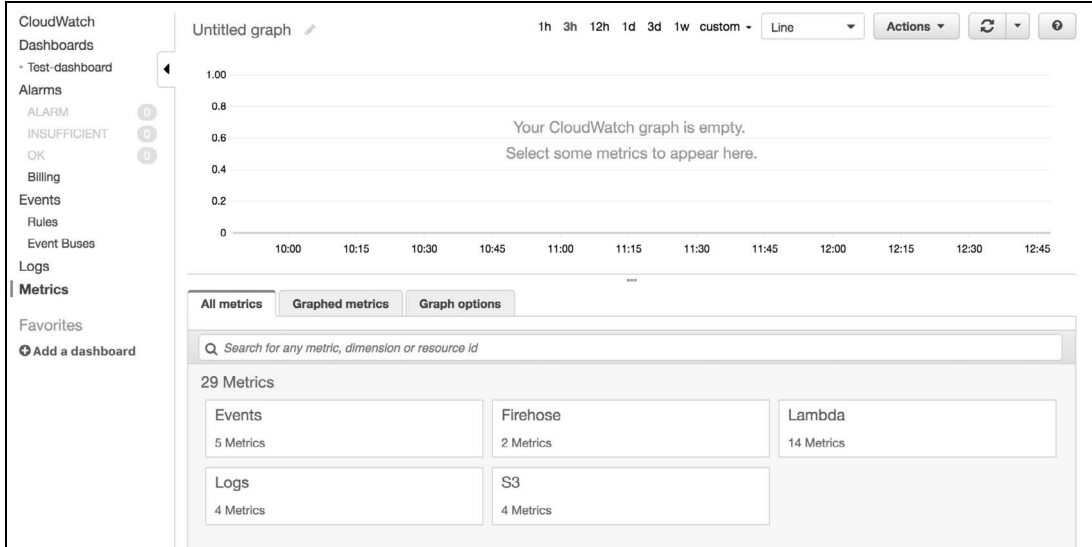 CloudWatch
Dashboards
Test-dashboard
Alarms
ALARM 0
INSUFFICIENT 0
OK 0
Billing
Events
Rules
Event Buses
Logs
Metrics
Favorites
Add a dashboard
Untitled graph
1h 3h 12h 1d 3d 1w custom Line Actions
1.00
0.8
0.6
0.4
0.2
0
Your CloudWatch graph is empty.
Select some metrics to appear here.
10:00 10:15 10:30 10:45 11:00 11:15 11:30 11:45 12:00 12:15 12:30 12:45
All metrics Graphed metrics Graph options
Search for any metric, dimension or resource id
29 Metrics
Events Firehose Lambda
5 Metrics 2 Metrics 14 Metrics
Logs S3
4 Metrics 4 Metrics